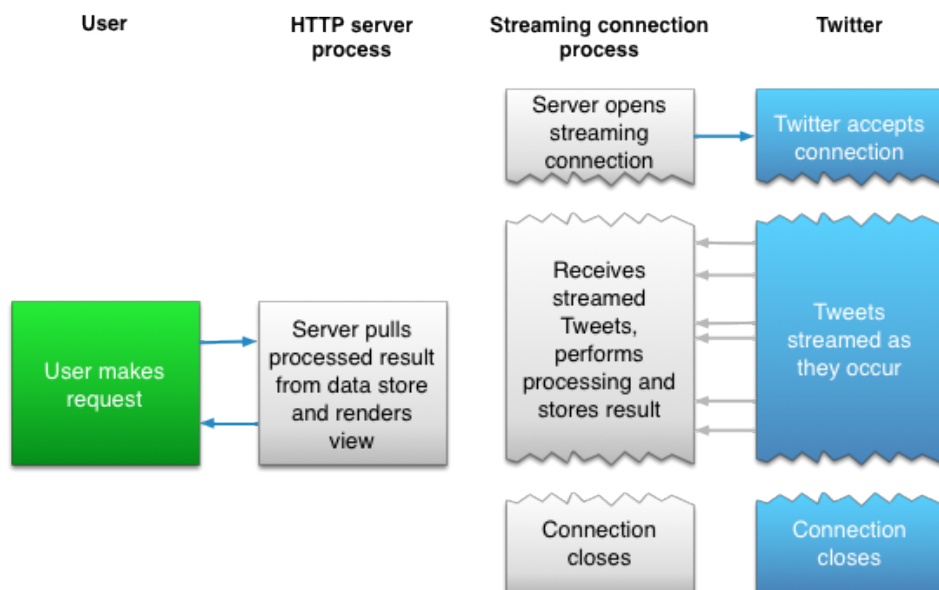 User
HTTP server
process
Streaming connection
process
Twitter
Server opens
streaming
connection
Twitter accepts
connection
User makes
request
Server pulls
processed result
from data store
and renders
view
Receives
streamed
Tweets,
performs
processing and
stores result
Tweets
streamed as
they occur
Connection
closes
Connection
closes